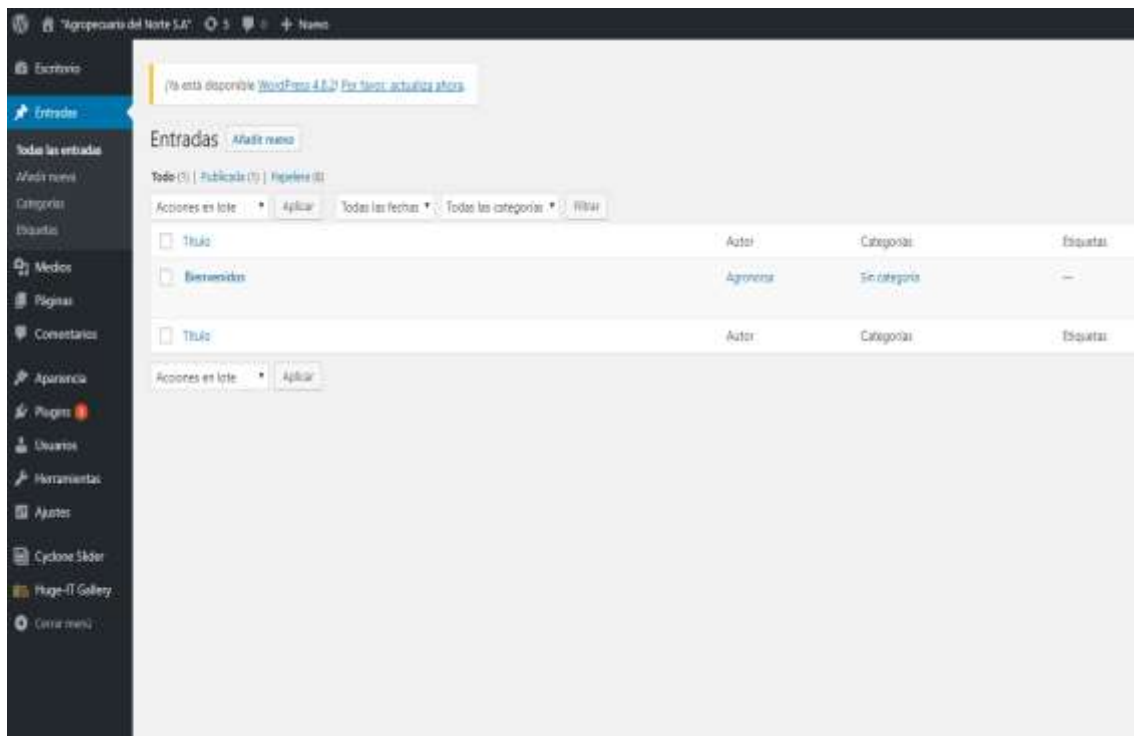 "Agropecuaria del Norte S.A" 5 0 + Nuevo
Escritorio
Entradas
Todas las entradas
Añadir nueva
Categorías
Etiquetas
Medios
Páginas
Comentarios
Apariencia
Plugins
Usuarios
Herramientas
Ajustes
Cyclone Slider
Huge-IT Gallery
Cerrar menú
¡Ya está disponible WordPress 4.8.2! Por favor, actualiza ahora.
Entradas Añadir nueva
Todo (1) | Publicada (1) | Papelera (8)
Acciones en lote Aplicar Todas las fechas Todas las categorías Filtrar
Título Autor Categorías Etiquetas
Bienvenidos Agronorsa Sin categoría —
Título Autor Categorías Etiquetas
Acciones en lote Aplicar